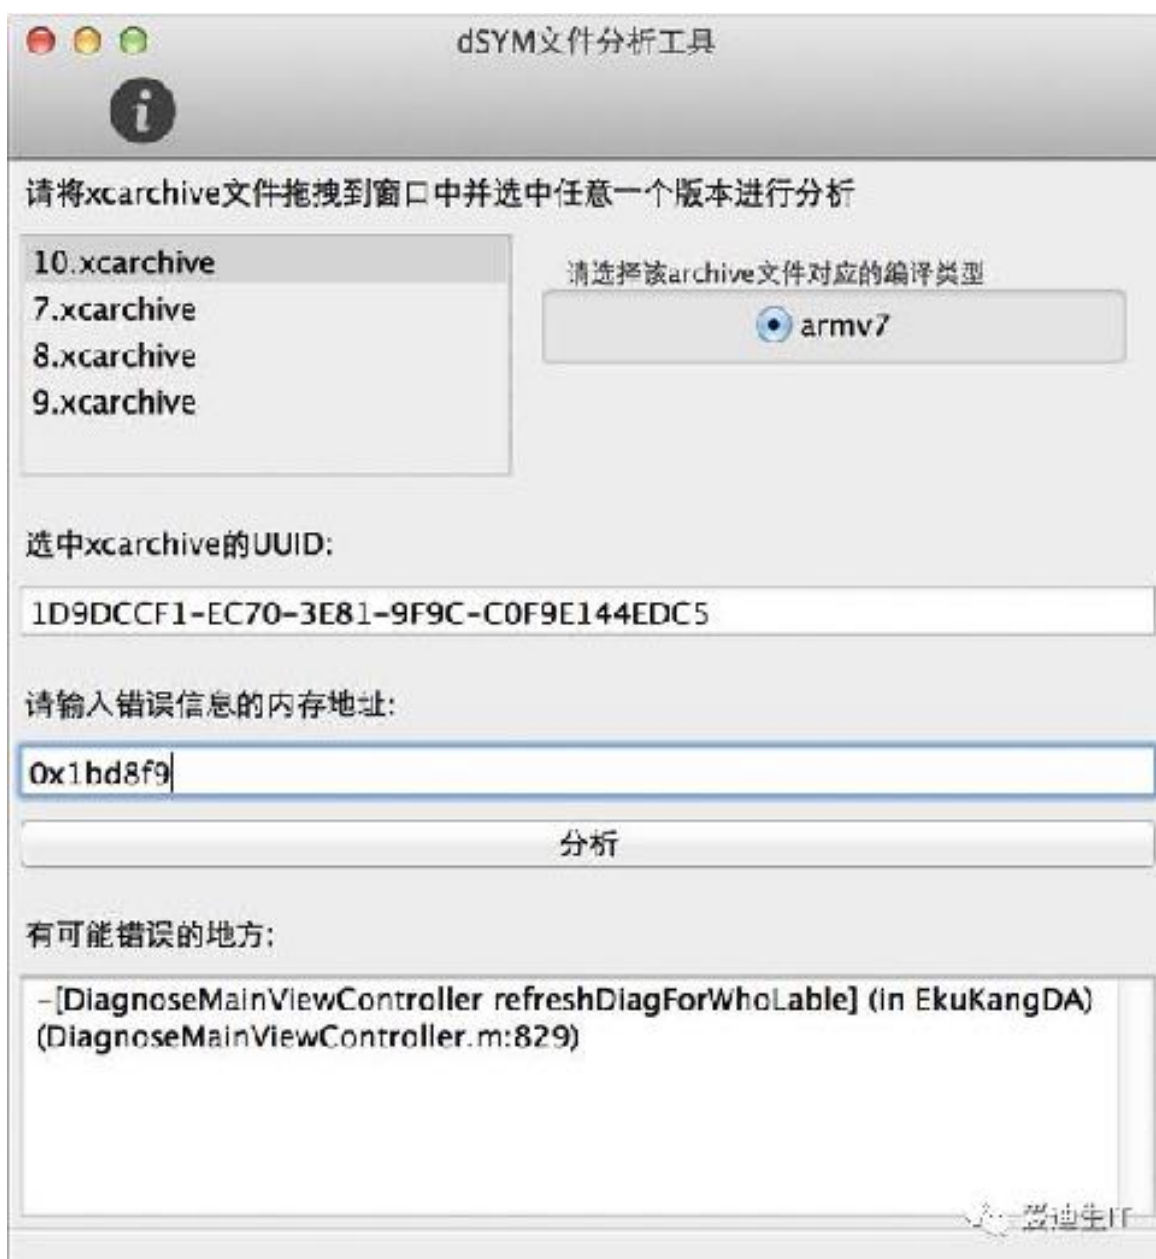 dSYM文件分析工具
请将xcarchive文件拖拽到窗口中并选中任意一个版本进行分析
10.xcarchive
7.xcarchive
8.xcarchive
9.xcarchive
请选择该archive文件对应的编译类型
armv7
选中xcarchive的UUID:
1D9DCCF1-EC70-3E81-9F9C-C0F9E144EDC5
请输入错误信息的内存地址:
0x1bd8f9
分析
有可能错误的地方:
-[DiagnoseMainViewController refreshDiagForWhoLable] (in EkuKangDA)
(DiagnoseMainViewController.m:829)
爱迪生IT